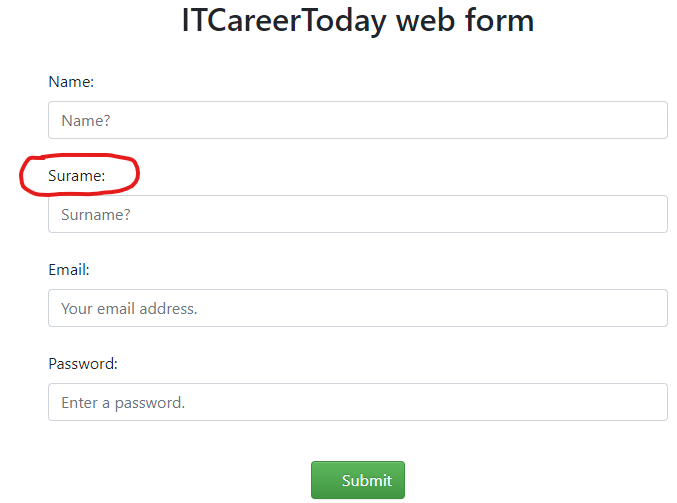 ITCareerToday web form
Name:
Name?
Surame:
Surname?
Email:
Your email address.
Password:
Enter a password.
Submit